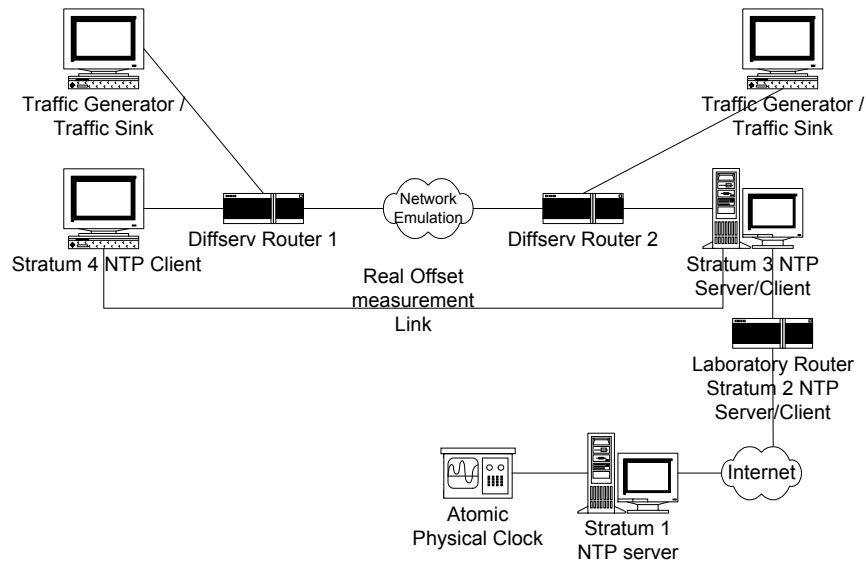 Traffic Generator /
Traffic Sink
Traffic Generator /
Traffic Sink
Network
Emulation
Stratum 4 NTP Client
Diffserv Router 1
Diffserv Router 2
Stratum 3 NTP
Server/Client
Real Offset
measurement
Link
Laboratory Router
Stratum 2 NTP
Server/Client
Internet
Atomic
Physical Clock
Stratum 1
NTP server